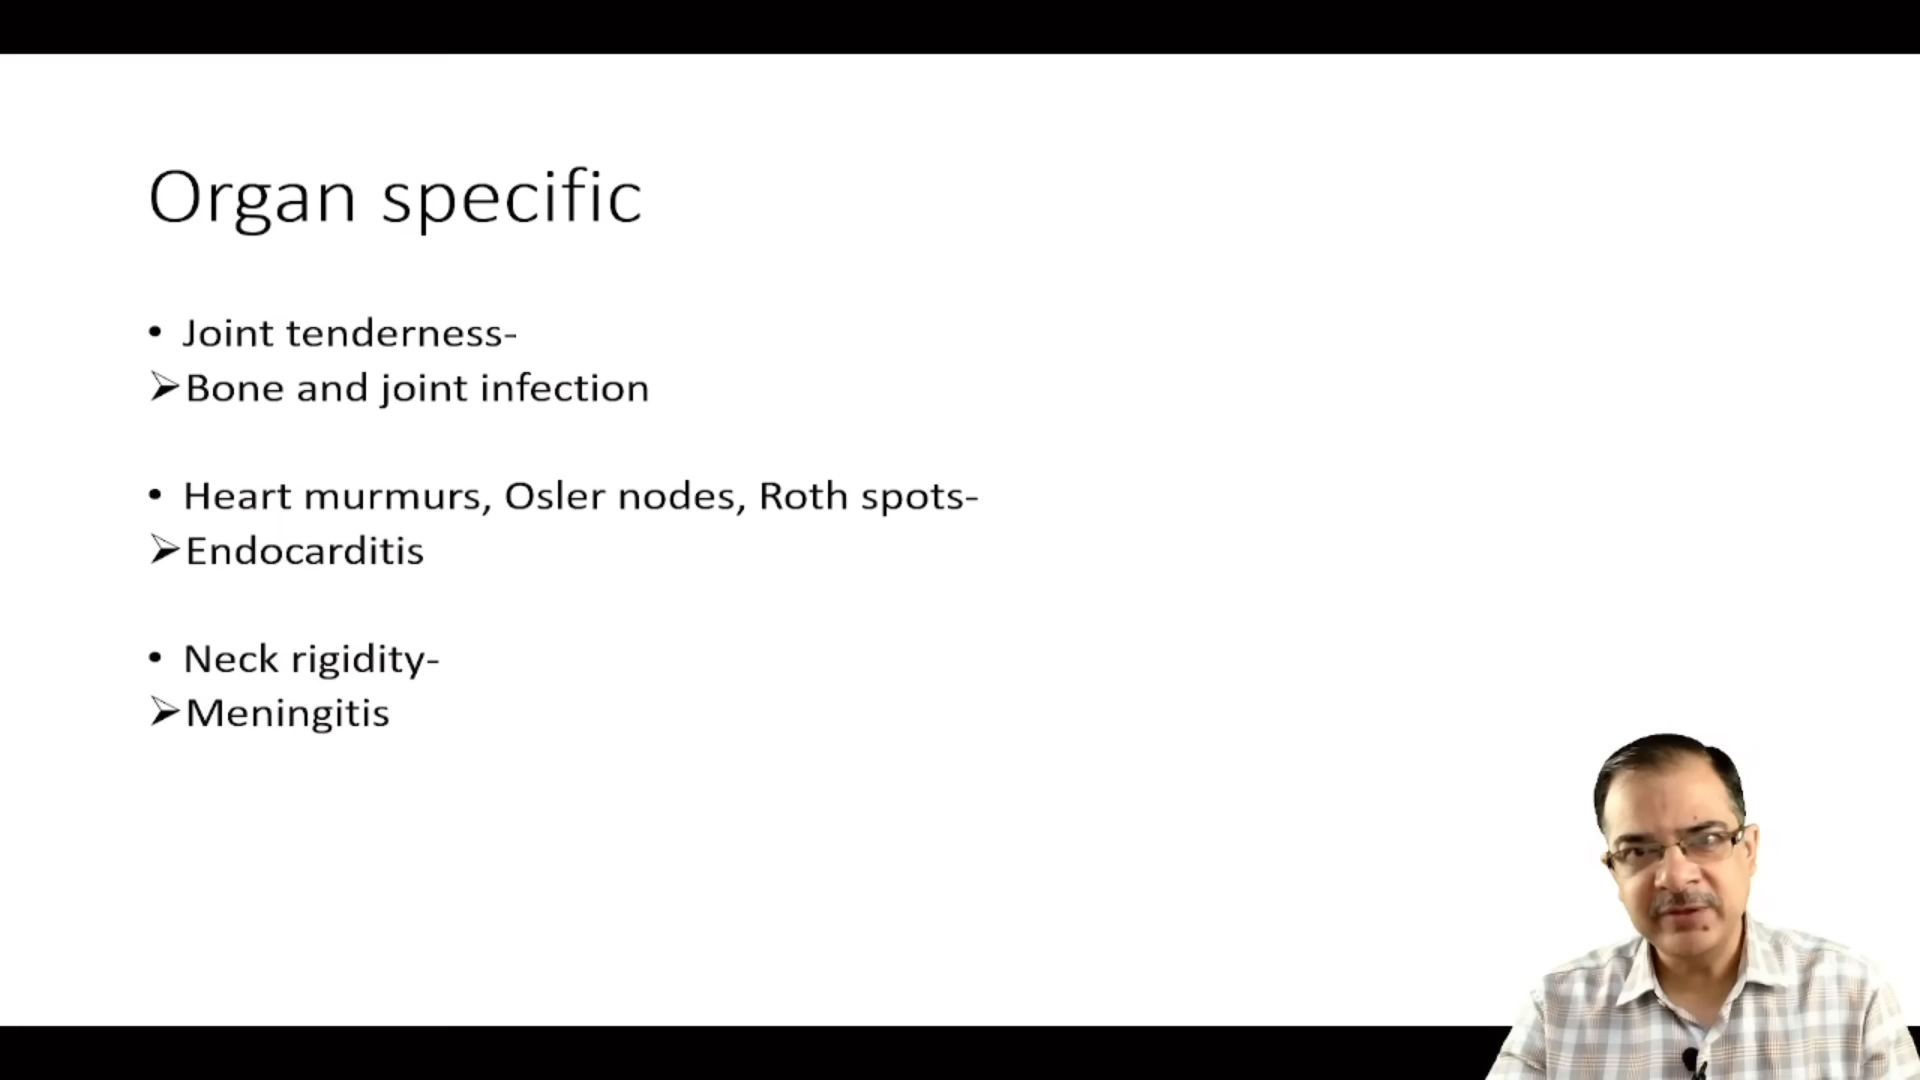 Organ specific
• Joint tenderness-
➢Bone and joint infection
• Heart murmurs, Osler nodes, Roth spots-
➢Endocarditis
• Neck rigidity-
➢Meningitis